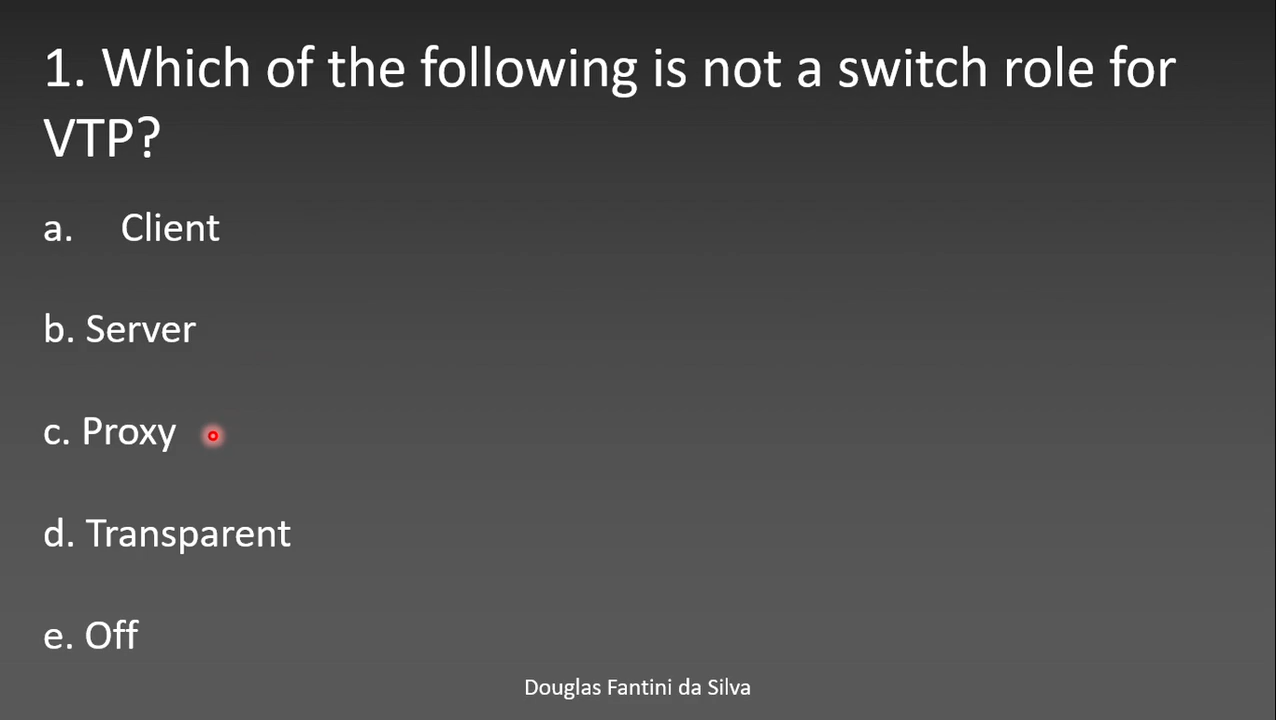 1. Which of the following is not a switch role for
VTP?
a. Client
b. Server
c. Proxy
d. Transparent
e. Off
Douglas Fantini da Silva